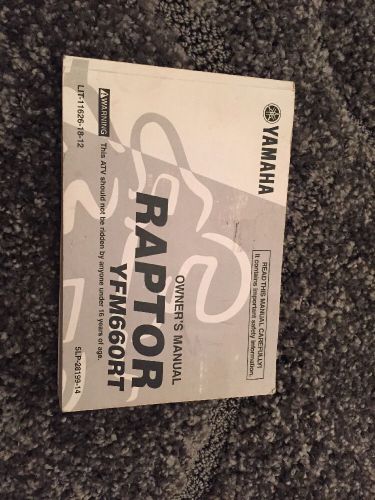 YAMAHA
READ THIS MANUAL CAREFULLY!
It contains important safety information.
OWNER'S MANUAL
RAPTOR
YFM660RT
WARNING This ATV should not be ridden by anyone under 16 years of age.
LIT-11626-18-12
5LP-28199-14